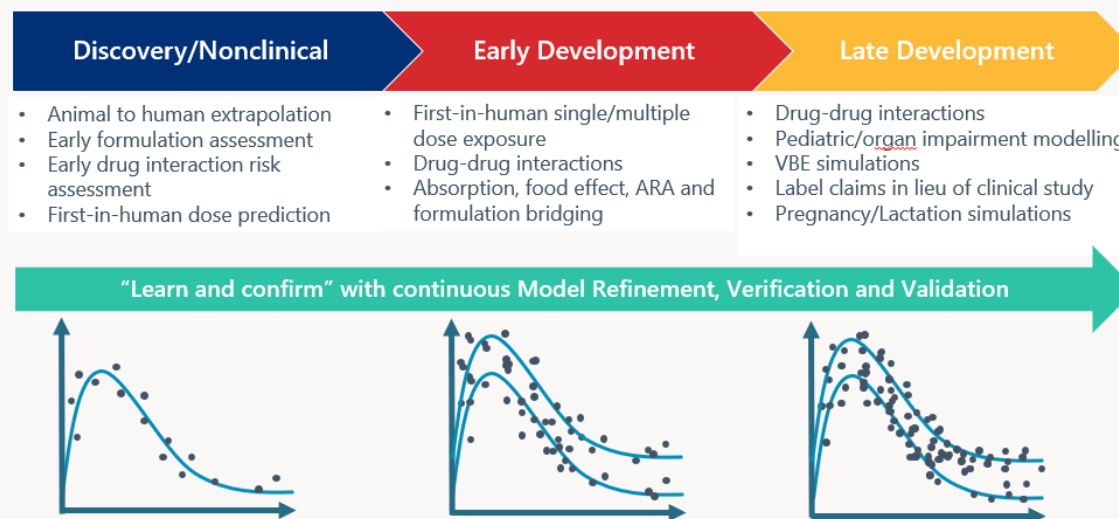 Discovery/Nonclinical
Early Development
Late Development
• Animal to human extrapolation
• Early formulation assessment
• Early drug interaction risk
assessment
• First-in-human dose prediction
• First-in-human single/multiple
dose exposure
• Drug-drug interactions
• Absorption, food effect, ARA and
formulation bridging
• Drug-drug interactions
• Pediatric/organ impairment modelling
• VBE simulations
• Label claims in lieu of clinical study
• Pregnancy/Lactation simulations
“Learn and confirm” with continuous Model Refinement, Verification and Validation